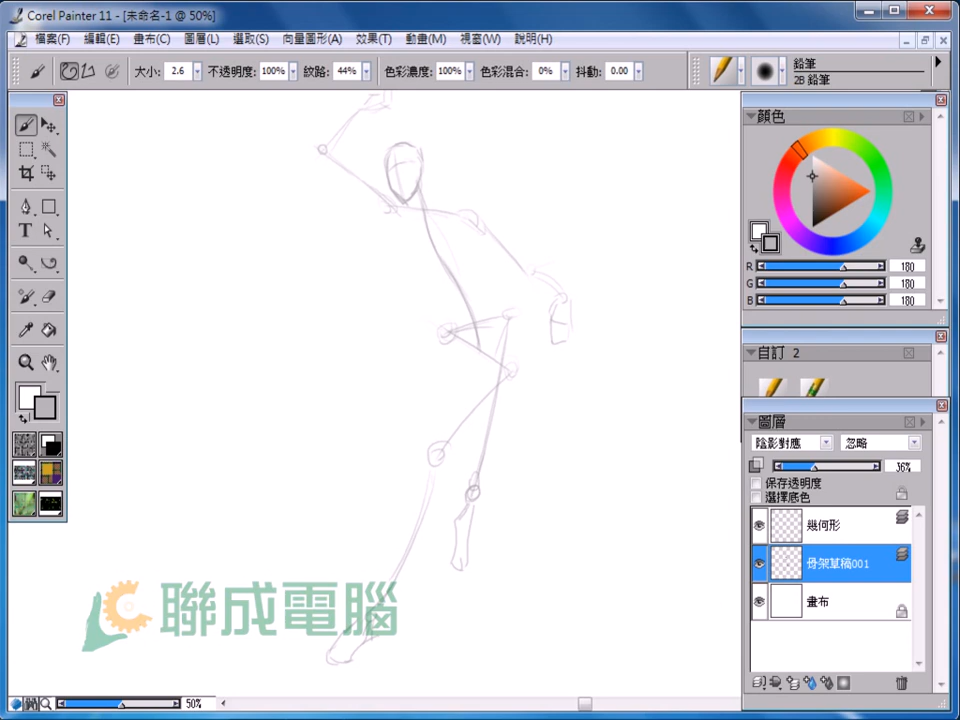 Corel Painter 11 - [未命名-1 @ 50%]
檔案(F) 編輯(E) 畫布(C) 圖層(L) 選取(S) 向量圖形(A) 效果(T) 動畫(M) 視窗(W) 說明(H)
大小: 2.6 不透明度: 100% 紋路: 44% 色彩濃度: 100% 色彩混合: 0% 抖動: 0.00
鉛筆
2B 鉛筆
顏色
R 180
G 180
B 180
自訂 2
圖層
陰影對應 忽略
36%
保存透明度
選擇底色
幾何形
骨架草稿001
畫布
聯成電腦
50%